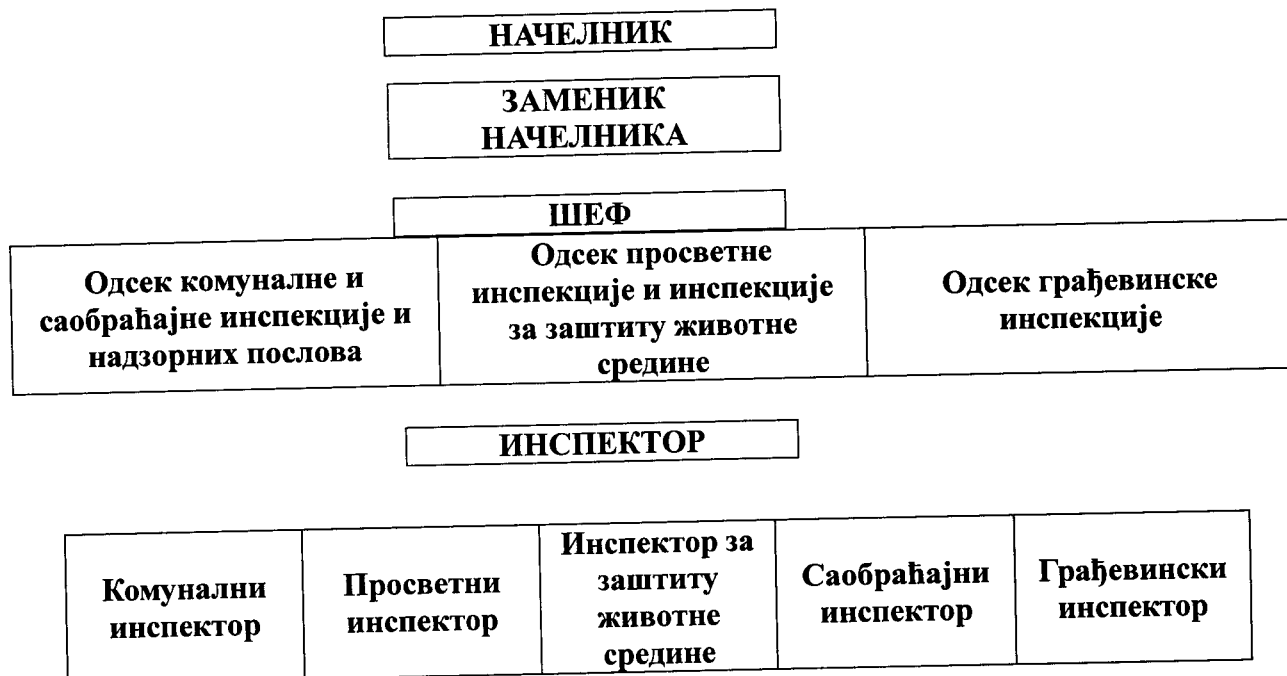 НАЧЕЛНИК
ЗАМЕНИК
НАЧЕЛНИКА
ШЕФ
Одсек комуналне и
саобраћајне инспекције и
надзорних послова
Одсек просветне
инспекције и инспекције
за заштиту животне
средине
Одсек грађевинске
инспекције
ИНСПЕКТОР
Комунални
инспектор
Просветни
инспектор
Инспектор за
заштиту
животне
средине
Саобраћајни
инспектор
Грађевински
инспектор